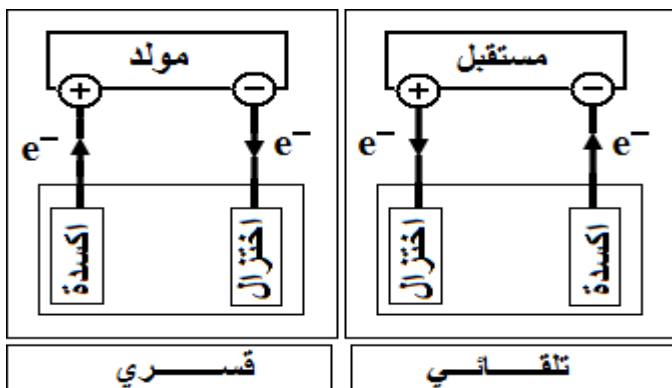 مستقبل
+
−
e⁻
e⁻
اختزال
اكسدة
تلقائي
مولد
+
−
e⁻
e⁻
اكسدة
اختزال
قسري